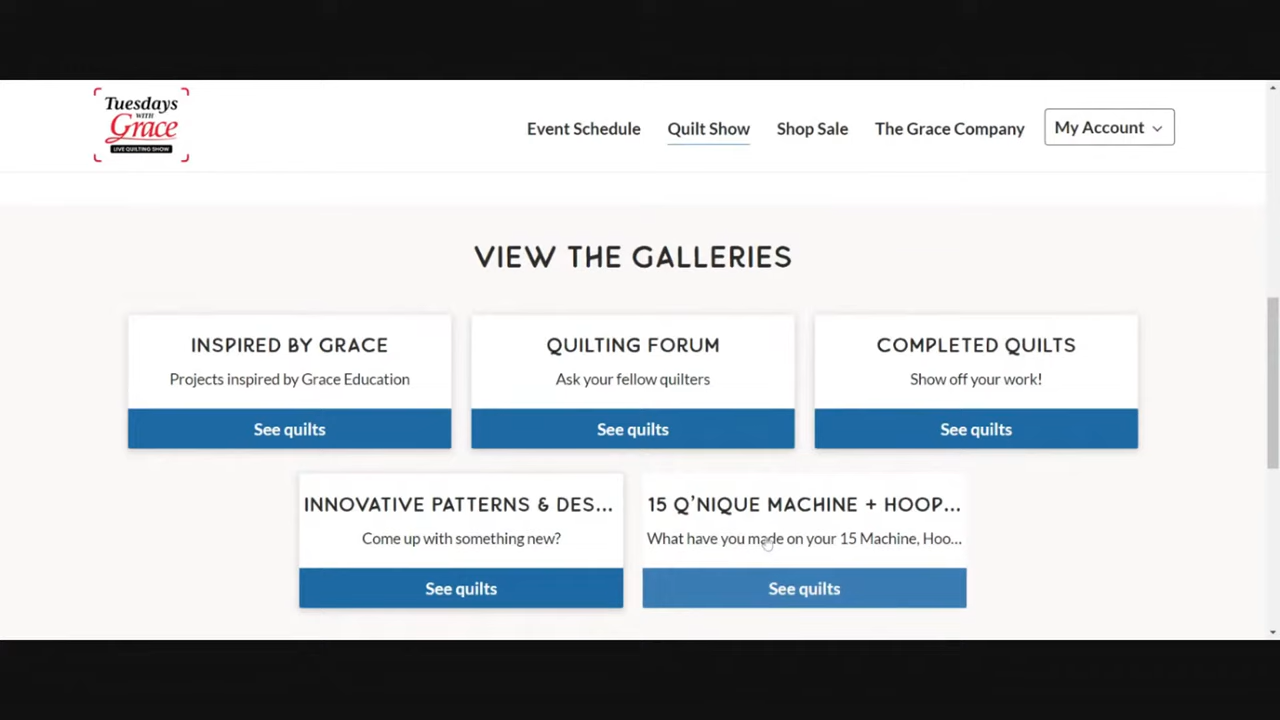 Tuesdays
WITH
Grace
LIVE QUILTING SHOW
Event Schedule
Quilt Show
Shop Sale
The Grace Company
My Account
VIEW THE GALLERIES
INSPIRED BY GRACE
Projects inspired by Grace Education
See quilts
QUILTING FORUM
Ask your fellow quilters
See quilts
COMPLETED QUILTS
Show off your work!
See quilts
INNOVATIVE PATTERNS & DES...
Come up with something new?
See quilts
15 Q’NIQUE MACHINE + HOOP...
What have you made on your 15 Machine, Hoo...
See quilts